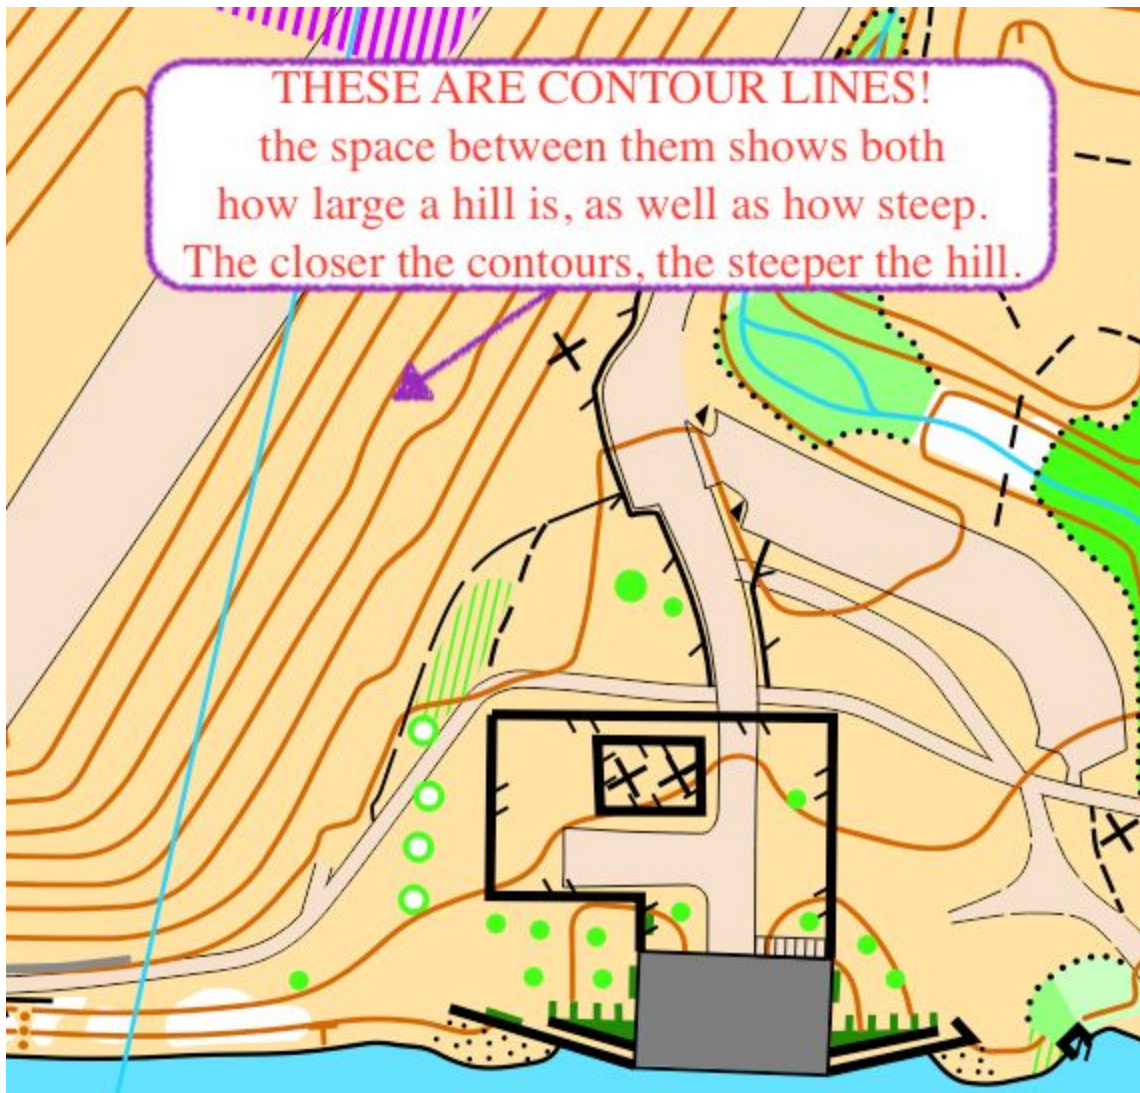 THESE ARE CONTOUR LINES!
the space between them shows both
how large a hill is, as well as how steep.
The closer the contours, the steeper the hill.